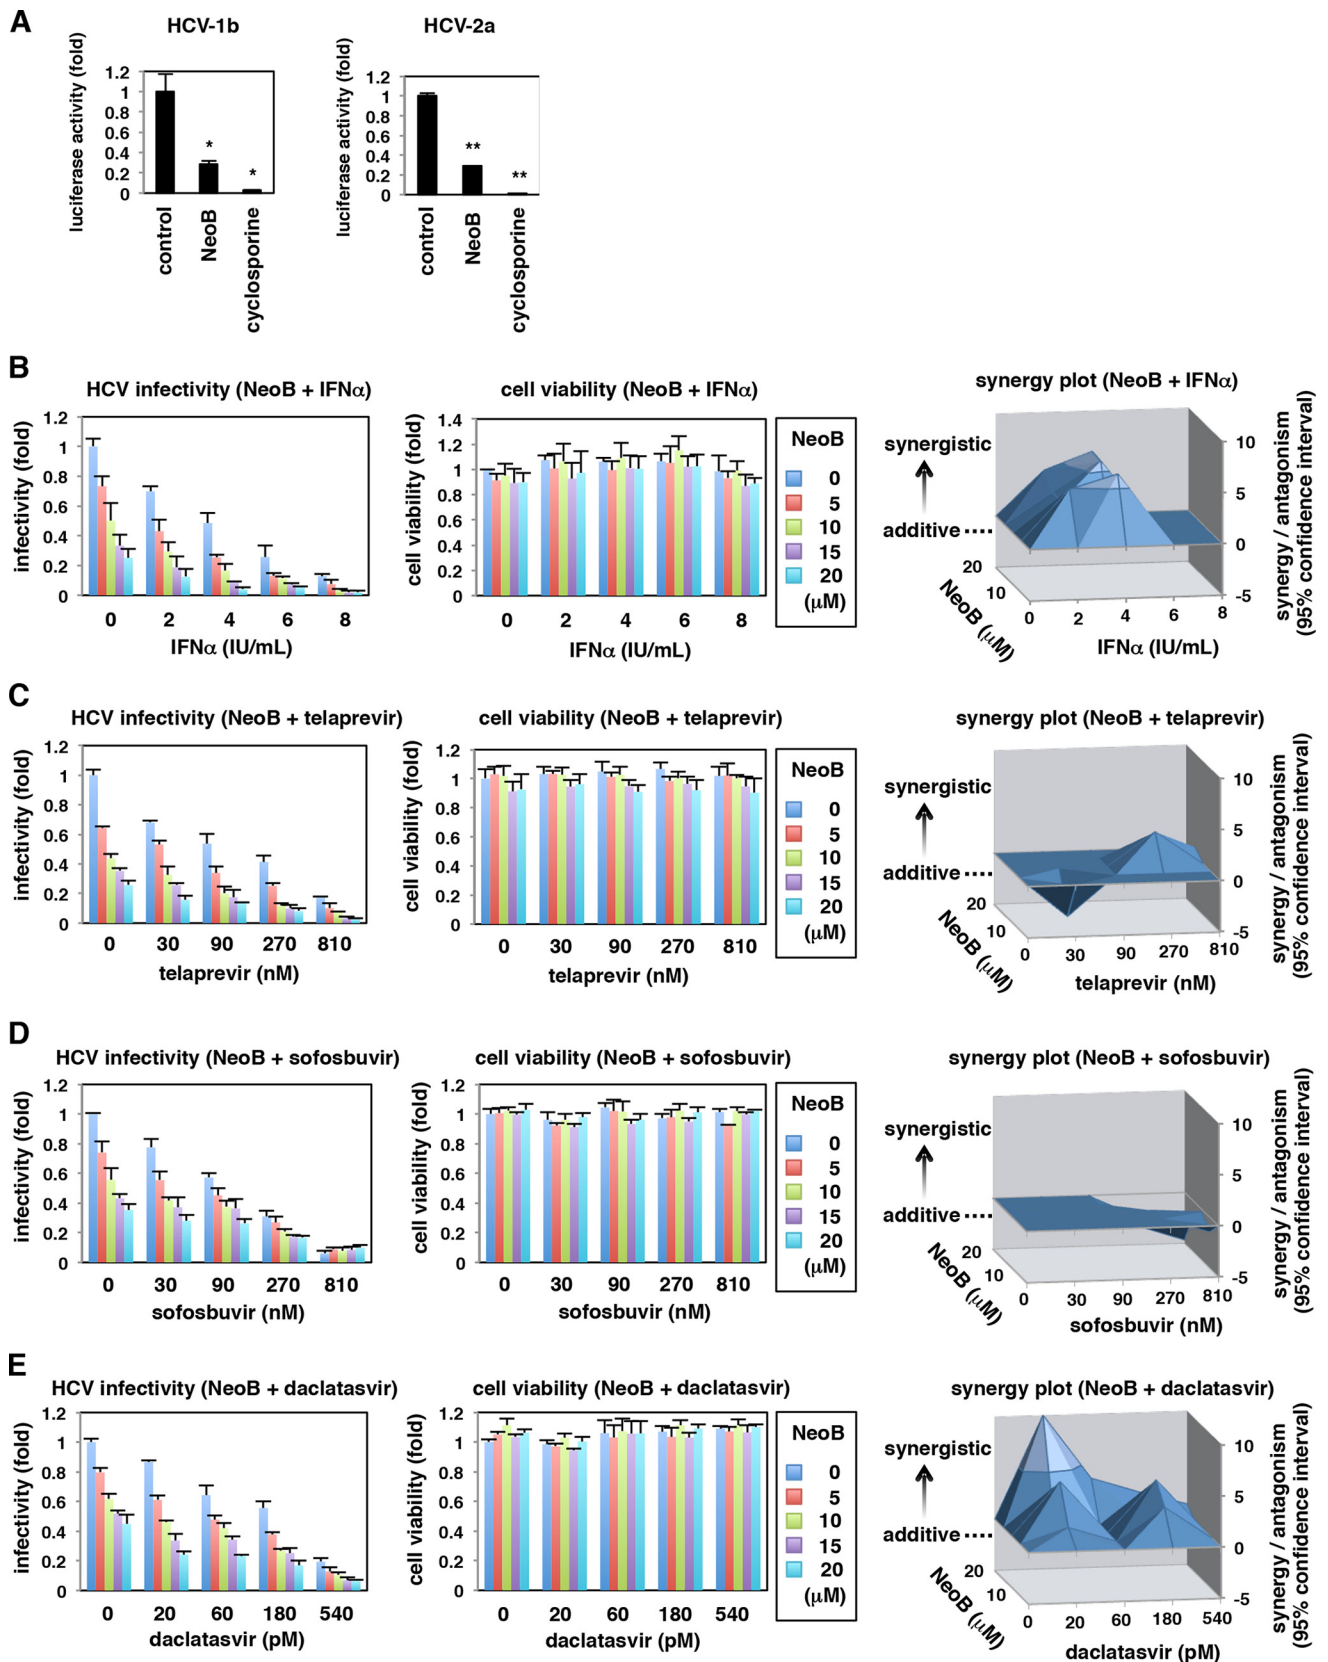 A
HCV-1b
HCV-2a
luciferase activity (fold)
1.2
1
0.8
0.6
0.4
0.2
0
*
*
control
NeoB
cyclosporine
luciferase activity (fold)
1.2
1
0.8
0.6
0.4
0.2
0
**
**
control
NeoB
cyclosporine
B
HCV infectivity (NeoB + IFNα)
infectivity (fold)
1.2
1
0.8
0.6
0.4
0.2
0
0 2 4 6 8
IFNα (IU/mL)
cell viability (NeoB + IFNα)
cell viability (fold)
1.4
1.2
1
0.8
0.6
0.4
0.2
0
0 2 4 6 8
IFNα (IU/mL)
NeoB
0
5
10
15
20
(μM)
synergy plot (NeoB + IFNα)
synergistic
additive
20
10
NeoB (μM)
0 2 4 6 8
IFNα (IU/mL)
10
5
0
-5
synergy / antagonism
(95% confidence interval)
C
HCV infectivity (NeoB + telaprevir)
infectivity (fold)
1.2
1
0.8
0.6
0.4
0.2
0
0 30 90 270 810
telaprevir (nM)
cell viability (NeoB + telaprevir)
cell viability (fold)
1.2
1
0.8
0.6
0.4
0.2
0
0 30 90 270 810
telaprevir (nM)
NeoB
0
5
10
15
20
(μM)
synergy plot (NeoB + telaprevir)
synergistic
additive
20
10
NeoB (μM)
0 30 90 270 810
telaprevir (nM)
10
5
0
-5
synergy / antagonism
(95% confidence interval)
D
HCV infectivity (NeoB + sofosbuvir)
infectivity (fold)
1.2
1
0.8
0.6
0.4
0.2
0
0 30 90 270 810
sofosbuvir (nM)
cell viability (NeoB + sofosbuvir)
cell viability (fold)
1.2
1
0.8
0.6
0.4
0.2
0
0 30 90 270 810
sofosbuvir (nM)
NeoB
0
5
10
15
20
(μM)
synergy plot (NeoB + sofosbuvir)
synergistic
additive
20
10
NeoB (μM)
0 30 90 270 810
sofosbuvir (nM)
10
5
0
-5
synergy / antagonism
(95% confidence interval)
E
HCV infectivity (NeoB + daclatasvir)
infectivity (fold)
1.2
1
0.8
0.6
0.4
0.2
0
0 20 60 180 540
daclatasvir (pM)
cell viability (NeoB + daclatasvir)
cell viability (fold)
1.2
1
0.8
0.6
0.4
0.2
0
0 20 60 180 540
daclatasvir (pM)
NeoB
0
5
10
15
20
(μM)
synergy plot (NeoB + daclatasvir)
synergistic
additive
20
10
NeoB (μM)
0 20 60 180 540
daclatasvir (pM)
10
5
0
-5
synergy / antagonism
(95% confidence interval)